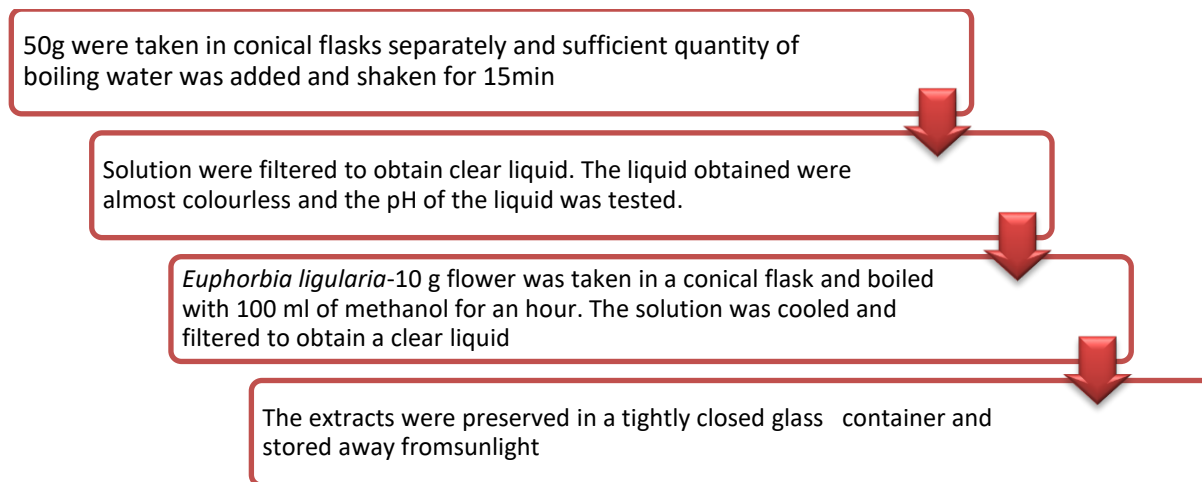 50g were taken in conical flasks separately and sufficient quantity of
boiling water was added and shaken for 15min
Solution were filtered to obtain clear liquid. The liquid obtained were
almost colourless and the pH of the liquid was tested.
Euphorbia ligularia-10 g flower was taken in a conical flask and boiled
with 100 ml of methanol for an hour. The solution was cooled and
filtered to obtain a clear liquid
The extracts were preserved in a tightly closed glass container and
stored away fromsunlight